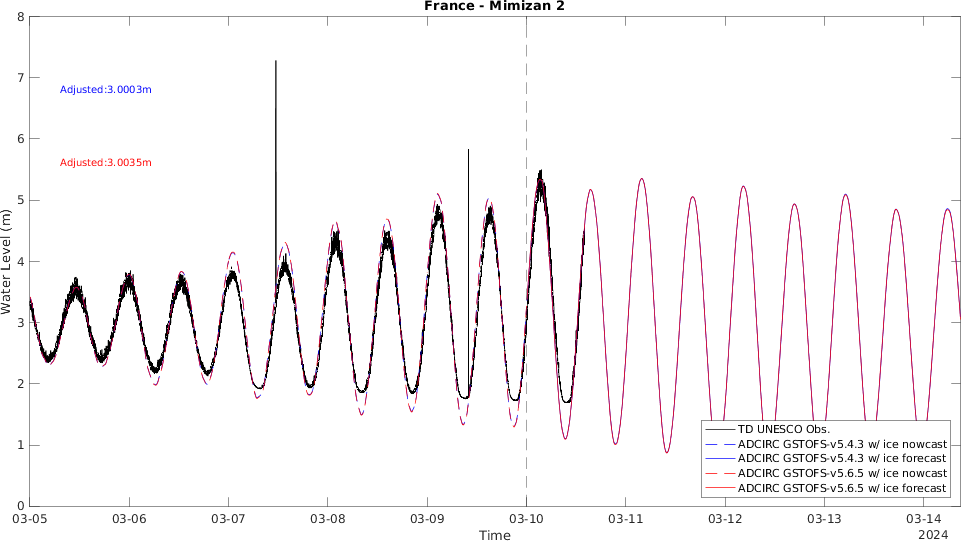 France - Mimizan 2
8
7
6
5
4
3
2
1
0
Water Level (m)
Adjusted:3.0003m
Adjusted:3.0035m
TD UNESCO Obs.
ADCIRC GSTOFS-v5.4.3 w/ ice nowcast
ADCIRC GSTOFS-v5.4.3 w/ ice forecast
ADCIRC GSTOFS-v5.6.5 w/ ice nowcast
ADCIRC GSTOFS-v5.6.5 w/ ice forecast
03-05 03-06 03-07 03-08 03-09 03-10 03-11 03-12 03-13 03-14
Time
2024